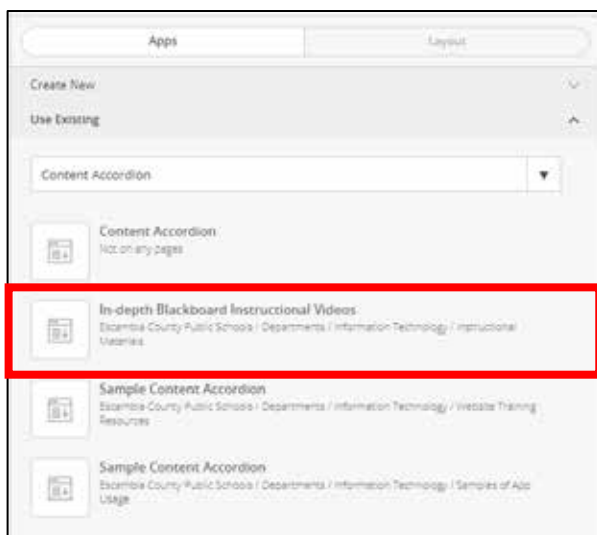 Apps
Layout
Create New
Use Existing
Content Accordion
Content Accordion
Not on any pages
In-depth Blackboard Instructional Videos
Escambia County Public Schools / Departments / Information Technology / Instructional
Materials
Sample Content Accordion
Escambia County Public Schools / Departments / Information Technology / Website Training
Resources
Sample Content Accordion
Escambia County Public Schools / Departments / Information Technology / Samples of App
Usage